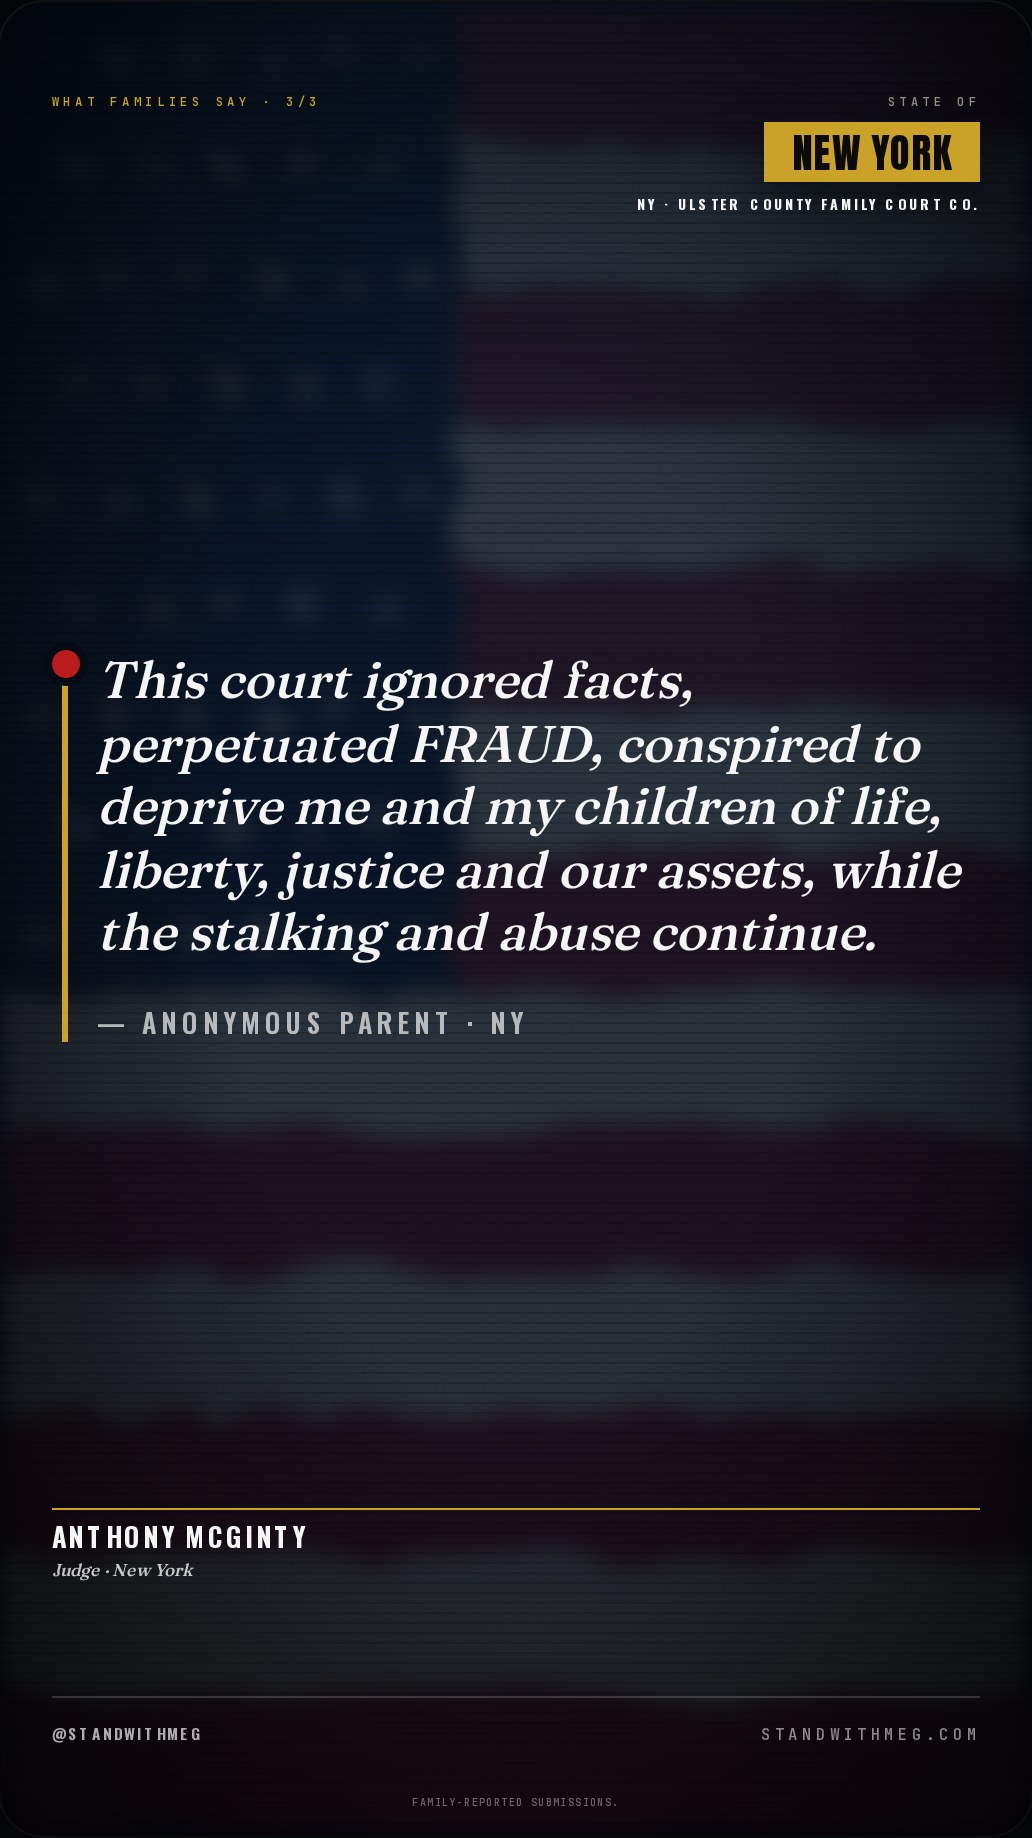 WHAT FAMILIES SAY · 3/3
STATE OF
NEW YORK
NY · ULSTER COUNTY FAMILY COURT CO.
This court ignored facts,
perpetuated FRAUD, conspired to
deprive me and my children of life,
liberty, justice and our assets, while
the stalking and abuse continue.
— ANONYMOUS PARENT · NY
ANTHONY MCGINTY
Judge · New York
@STANDWITHMEG
STANDWITHMEG.COM
FAMILY-REPORTED SUBMISSIONS.